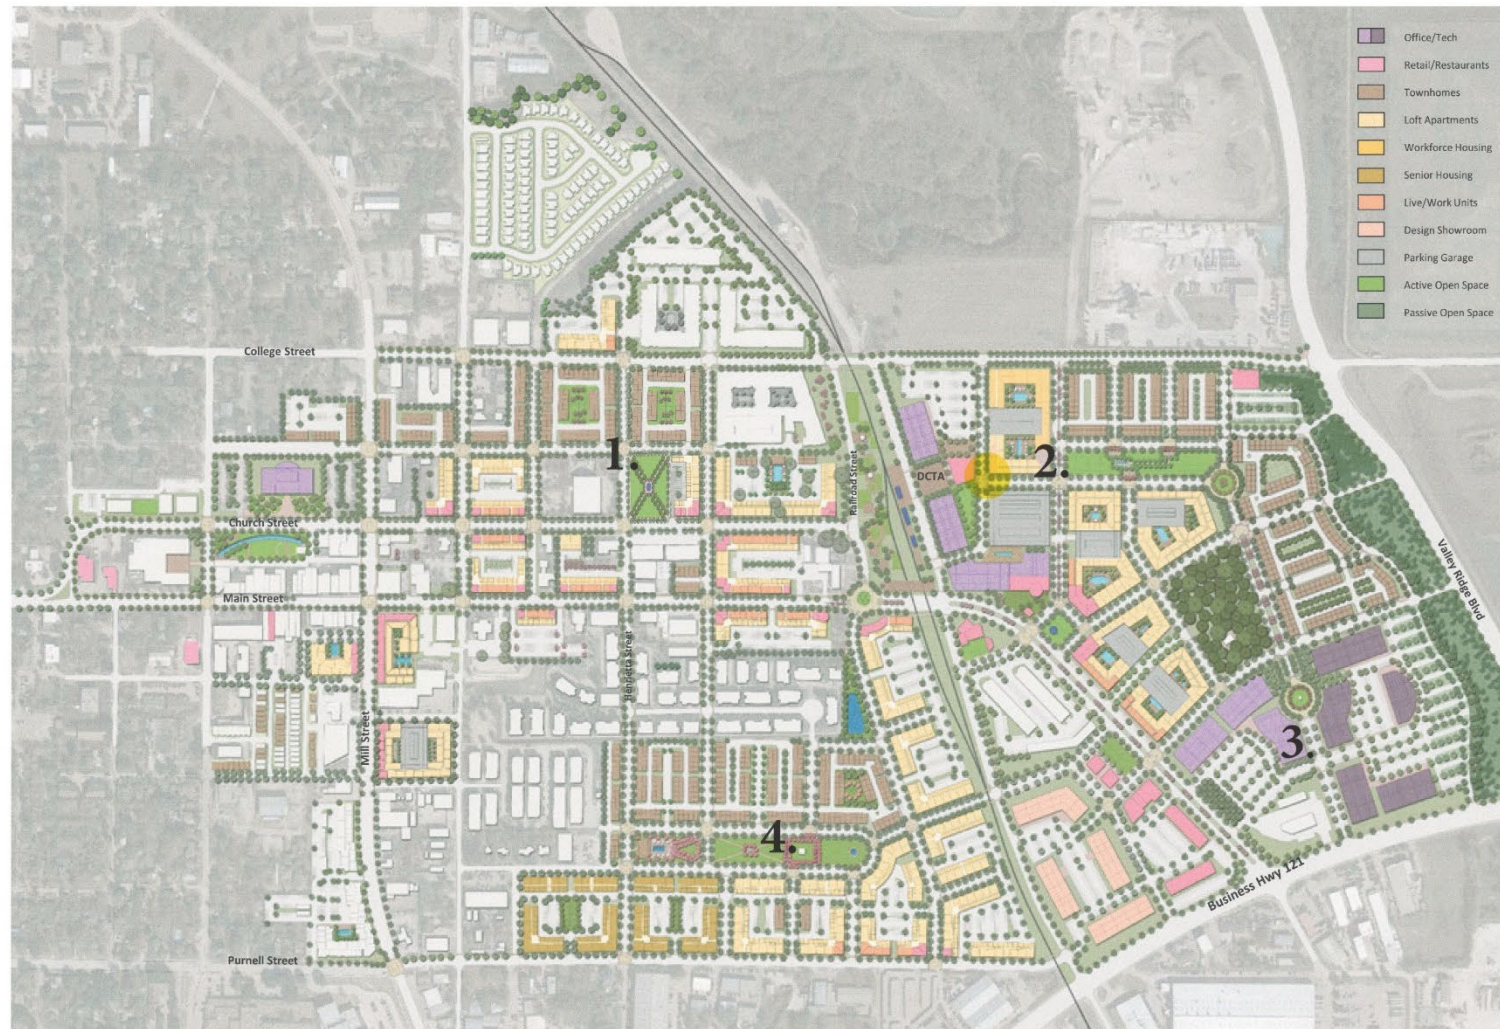 Office/Tech
Retail/Restaurants
Townhomes
Loft Apartments
Workforce Housing
Senior Housing
Live/Work Units
Design Showroom
Parking Garage
Active Open Space
Passive Open Space
College Street
1.
2.
DCTA
Railroad Street
Church Street
Valley Ridge Blvd
Main Street
Henrietta Street
Mill Street
3.
4.
Business Hwy 121
Purnell Street